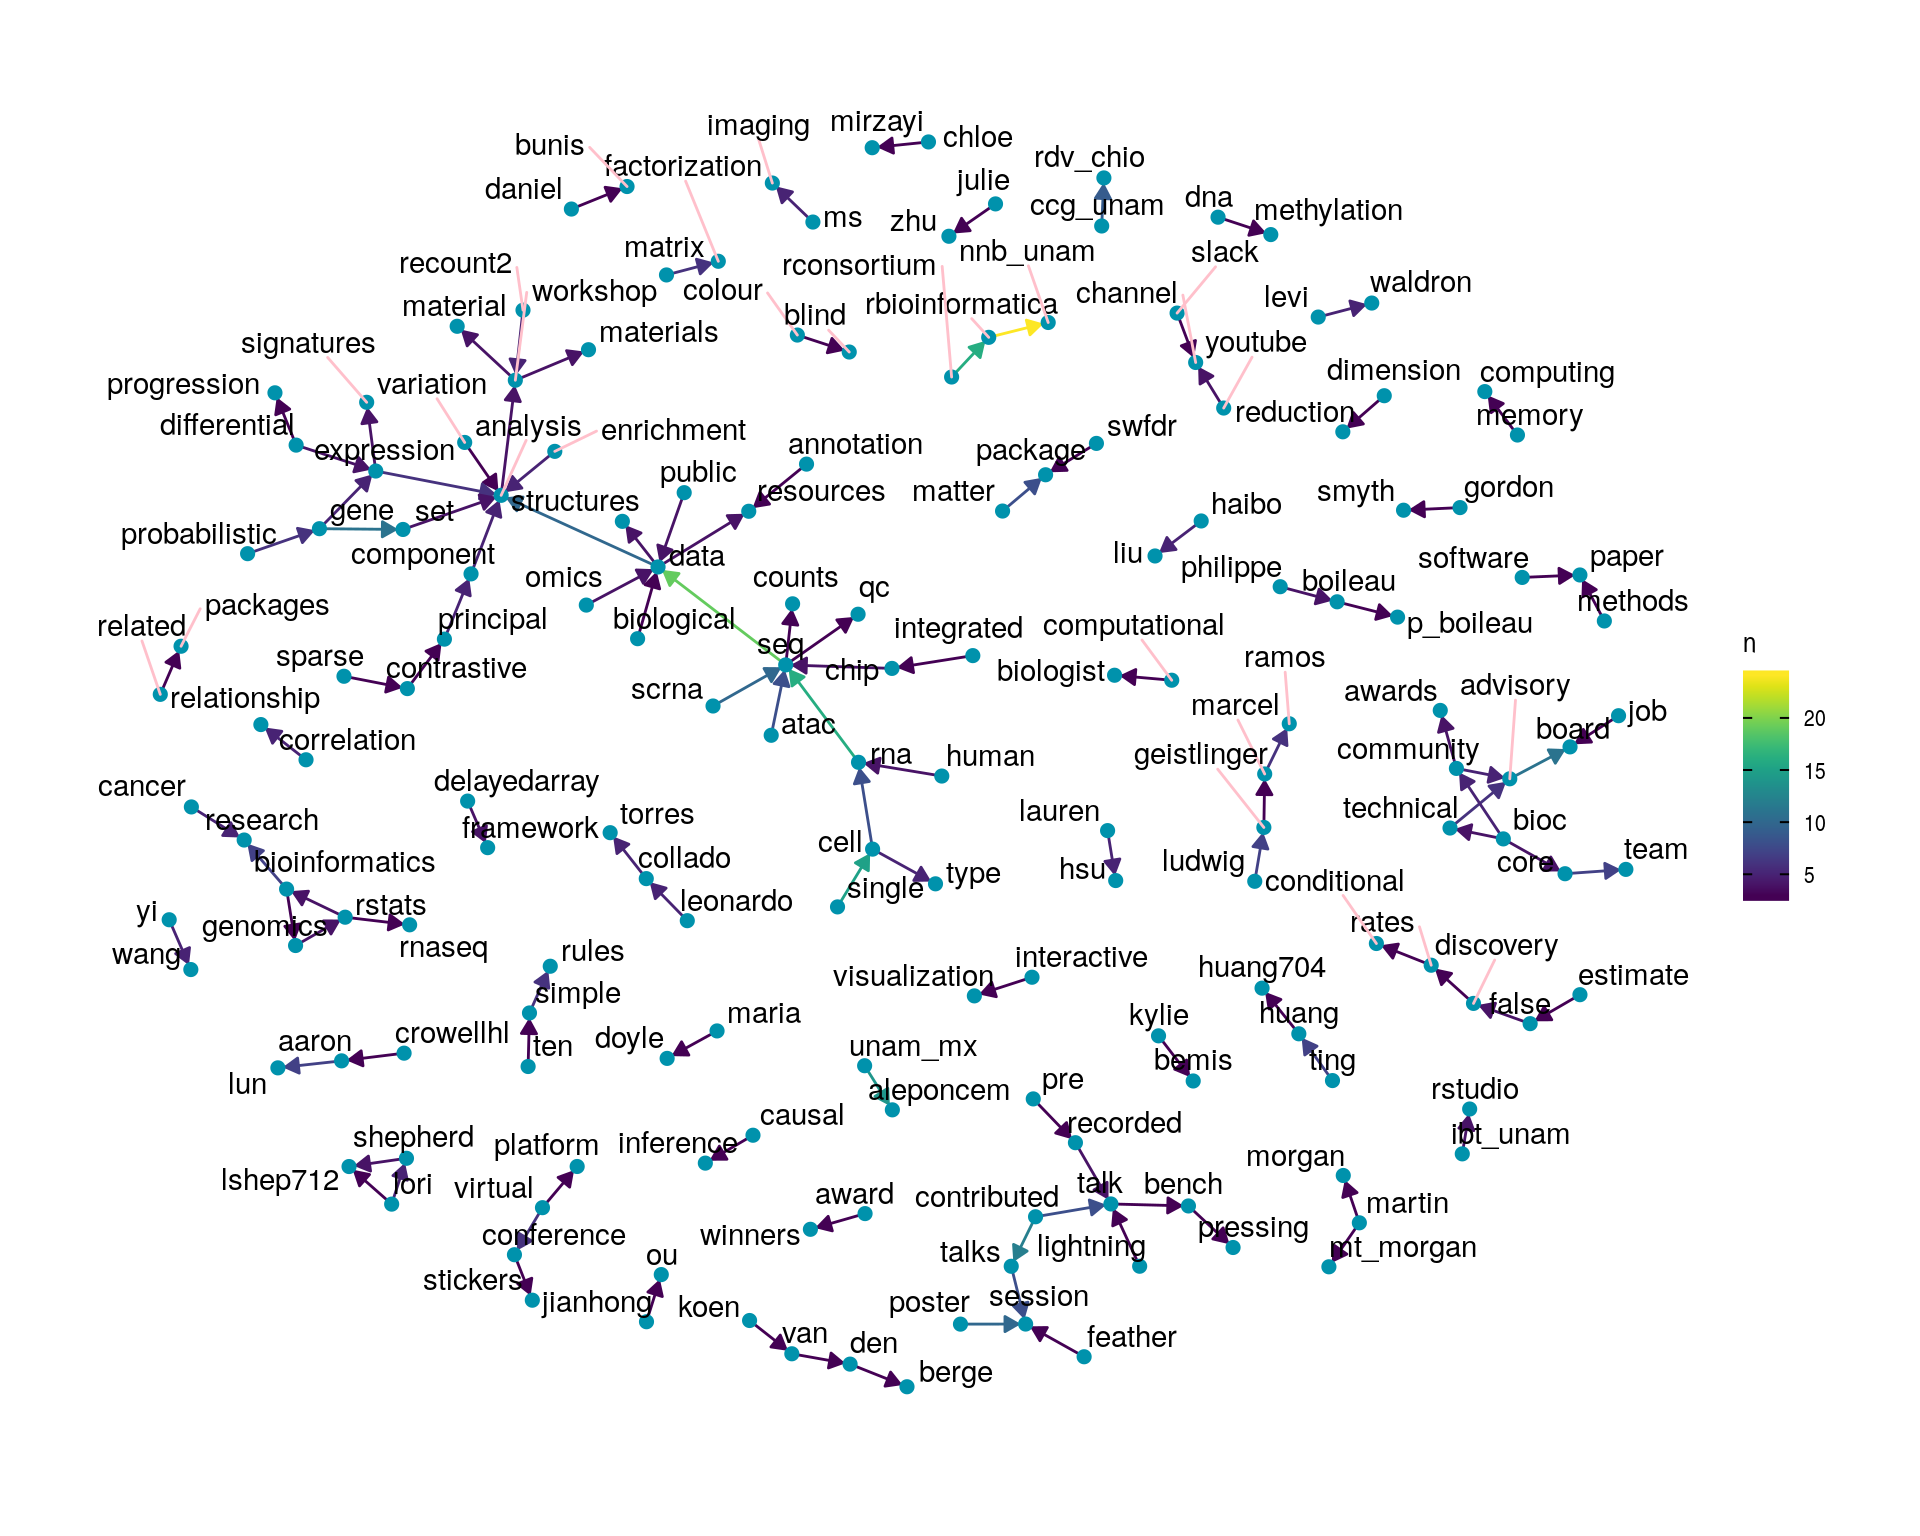 imaging
mirzayi
chloe
bunis
factorization
daniel
rdv_chio
julie
ccg_unam
dna
methylation
zhu
ms
matrix
nnb_unam
slack
recount2
rconsortium
workshop
colour
material
blind
rbioinformatica
channel
levi
waldron
materials
signatures
youtube
progression
variation
dimension
computing
differential
analysis
enrichment
reduction
memory
expression
public
annotation
package
swfdr
resources
matter
structures
smyth
gordon
gene
set
haibo
probabilistic
component
data
liu
philippe
software
paper
omics
counts
qc
boileau
methods
related
packages
principal
biological
seq
integrated
computational
p_boileau
sparse
contrastive
chip
biologist
ramos
n
relationship
scrna
marcel
awards
advisory
job
correlation
atac
board
rna
human
geistlinger
community
20
cancer
delayedarray
15
research
framework
torres
lauren
technical
bioc
10
bioinformatics
collado
cell
hsu
ludwig
core
team
yi
rstats
leonardo
single
type
conditional
5
wang
genomics
rnaseq
rates
rules
visualization
interactive
huang704
discovery
simple
false
estimate
aaron
crowellhl
ten
doyle
maria
kylie
huang
lun
unam_mx
bemis
ting
aleponcem
pre
rstudio
shepherd
platform
inference
causal
recorded
ibt_unam
lshep712
lori
virtual
award
contributed
talk
bench
morgan
martin
conference
winners
talks
lightning
pressing
mt_morgan
stickers
ou
jianhong
koen
poster
session
van
den
feather
berge